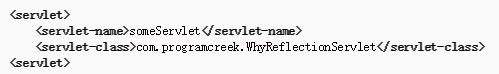 <servlet>
    <servlet-name>someServlet</servlet-name>
    <servlet-class>com.programcreek.WhyReflectionServlet</servlet-class>
<servlet>